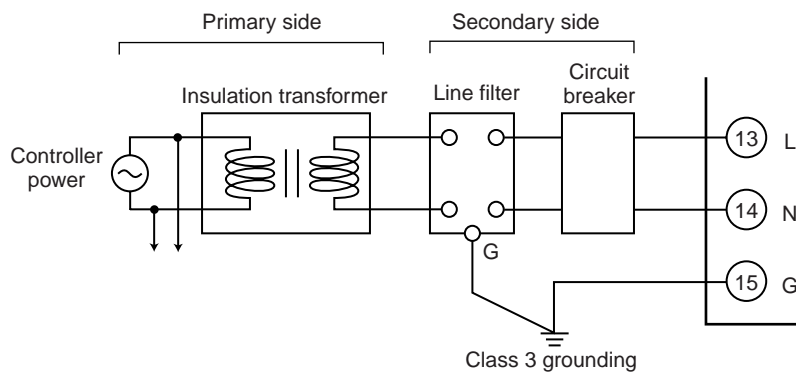 Primary side
Secondary side
Insulation transformer
Line filter
Circuit
breaker
Controller
power
13 L
14 N
G
15 G
Class 3 grounding